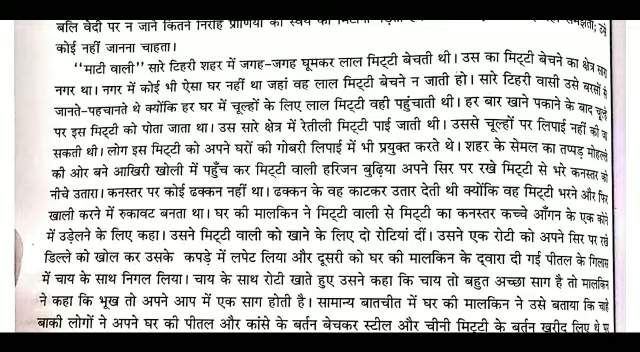 बलि वेदी पर न जाने कितने निरीह प्राणियों को स्वयं को मिटाना
कोई नहीं जानना चाहता।
“माटी वाली” सारे टिहरी शहर में जगह-जगह घूमकर लाल मिट्टी बेचती थी। उस का मिट्टी बेचने का क्षेत्र सारा
नगर था। नगर में कोई भी ऐसा घर नहीं था जहां वह लाल मिट्टी बेचने न जाती हो। सारे टिहरी वासी उसे बरसों से
जानते-पहचानते थे क्योंकि हर घर में चूल्हों के लिए लाल मिट्टी वही पहुंचाती थी। हर बार खाने पकाने के बाद चूल्हे
पर इस मिट्टी को पोता जाता था। उस सारे क्षेत्र में रेतीली मिट्टी पाई जाती थी। उससे चूल्हों पर लिपाई नहीं की जा
सकती थी। लोग इस मिट्टी को अपने घरों की गोबरी लिपाई में भी प्रयुक्त करते थे। शहर के सेमल का तप्पड़ मोहल्ले
की ओर बने आखिरी खोली में पहुँच कर मिट्टी वाली हरिजन बुढ़िया अपने सिर पर रखे मिट्टी से भरे कनस्तर को
नीचे उतारा। कनस्तर पर कोई ढक्कन नहीं था। ढक्कन के वह काटकर उतार देती थी क्योंकि वह मिट्टी भरने और फिर
खाली करने में रुकावट बनता था। घर की मालकिन ने मिट्टी वाली से मिट्टी का कनस्तर कच्चे आँगन के एक कोने
में उड़ेलने के लिए कहा। उसने मिट्टी वाली को खाने के लिए दो रोटियां दीं। उसने एक रोटी को अपने सिर पर रखे
डिल्ले को खोल कर उसके कपड़े में लपेट लिया और दूसरी को घर की मालकिन के द्वारा दी गई पीतल के गिलास
में चाय के साथ निगल लिया। चाय के साथ रोटी खाते हुए उसने कहा कि चाय तो बहुत अच्छा साग है तो मालकिन
ने कहा कि भूख तो अपने आप में एक साग होती है। सामान्य बातचीत में घर की मालकिन ने उसे बताया कि चाहे
बाकी लोगों ने अपने घर की पीतल और कांसे के बर्तन बेचकर स्टील और चीनी मिट्टी के बर्तन खरीद लिए थे पर